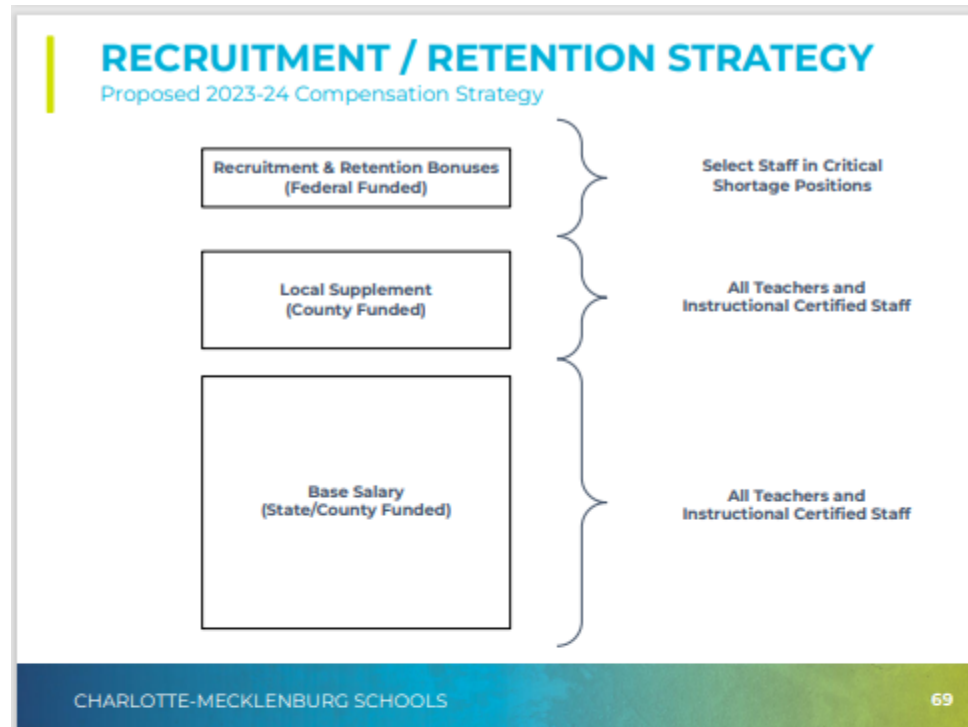 RECRUITMENT / RETENTION STRATEGY
Proposed 2023-24 Compensation Strategy
Recruitment & Retention Bonuses
(Federal Funded)
Select Staff in Critical
Shortage Positions
Local Supplement
(County Funded)
All Teachers and
Instructional Certified Staff
Base Salary
(State/County Funded)
All Teachers and
Instructional Certified Staff
CHARLOTTE-MECKLENBURG SCHOOLS
69